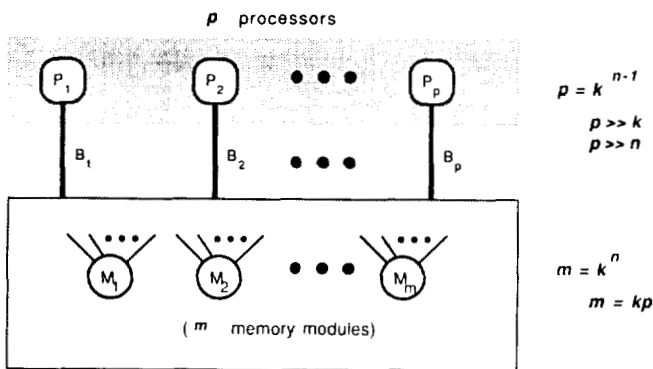 p processors
P1 P2 Pp
p = k^n-1
p >> k
p >> n
B1 B2 Bp
M1 M2 Mm
m = k^n
m = kp
( m memory modules)